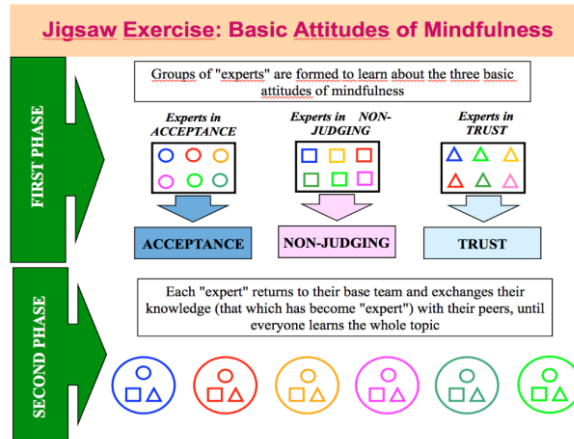 Jigsaw Exercise: Basic Attitudes of Mindfulness
FIRST PHASE
Groups of "experts" are formed to learn about the three basic
attitudes of mindfulness
Experts in
ACCEPTANCE
Experts in NON-
JUDGING
Experts in
TRUST
ACCEPTANCE
NON-JUDGING
TRUST
SECOND PHASE
Each "expert" returns to their base team and exchanges their
knowledge (that which has become "expert") with their peers, until
everyone learns the whole topic